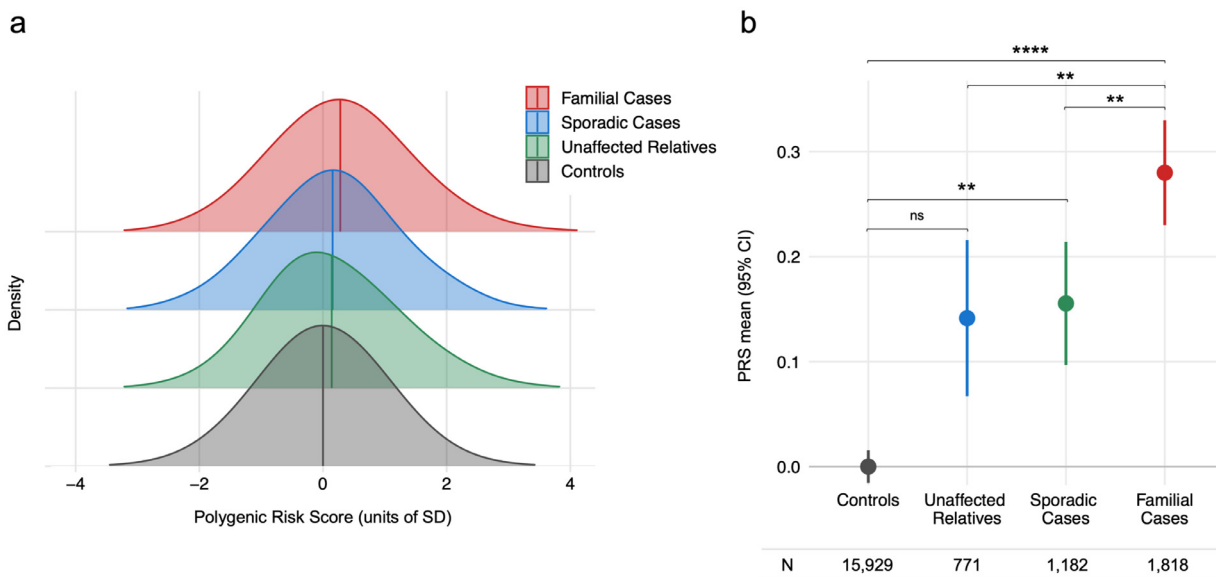 a
Familial Cases
Sporadic Cases
Unaffected Relatives
Controls
Density
−4
−2
0
2
4
Polygenic Risk Score (units of SD)
b
****
**
**
**
ns
PRS mean (95% CI)
0.3
0.2
0.1
0.0
Controls
Unaffected
Relatives
Sporadic
Cases
Familial
Cases
N 15,929 771 1,182 1,818